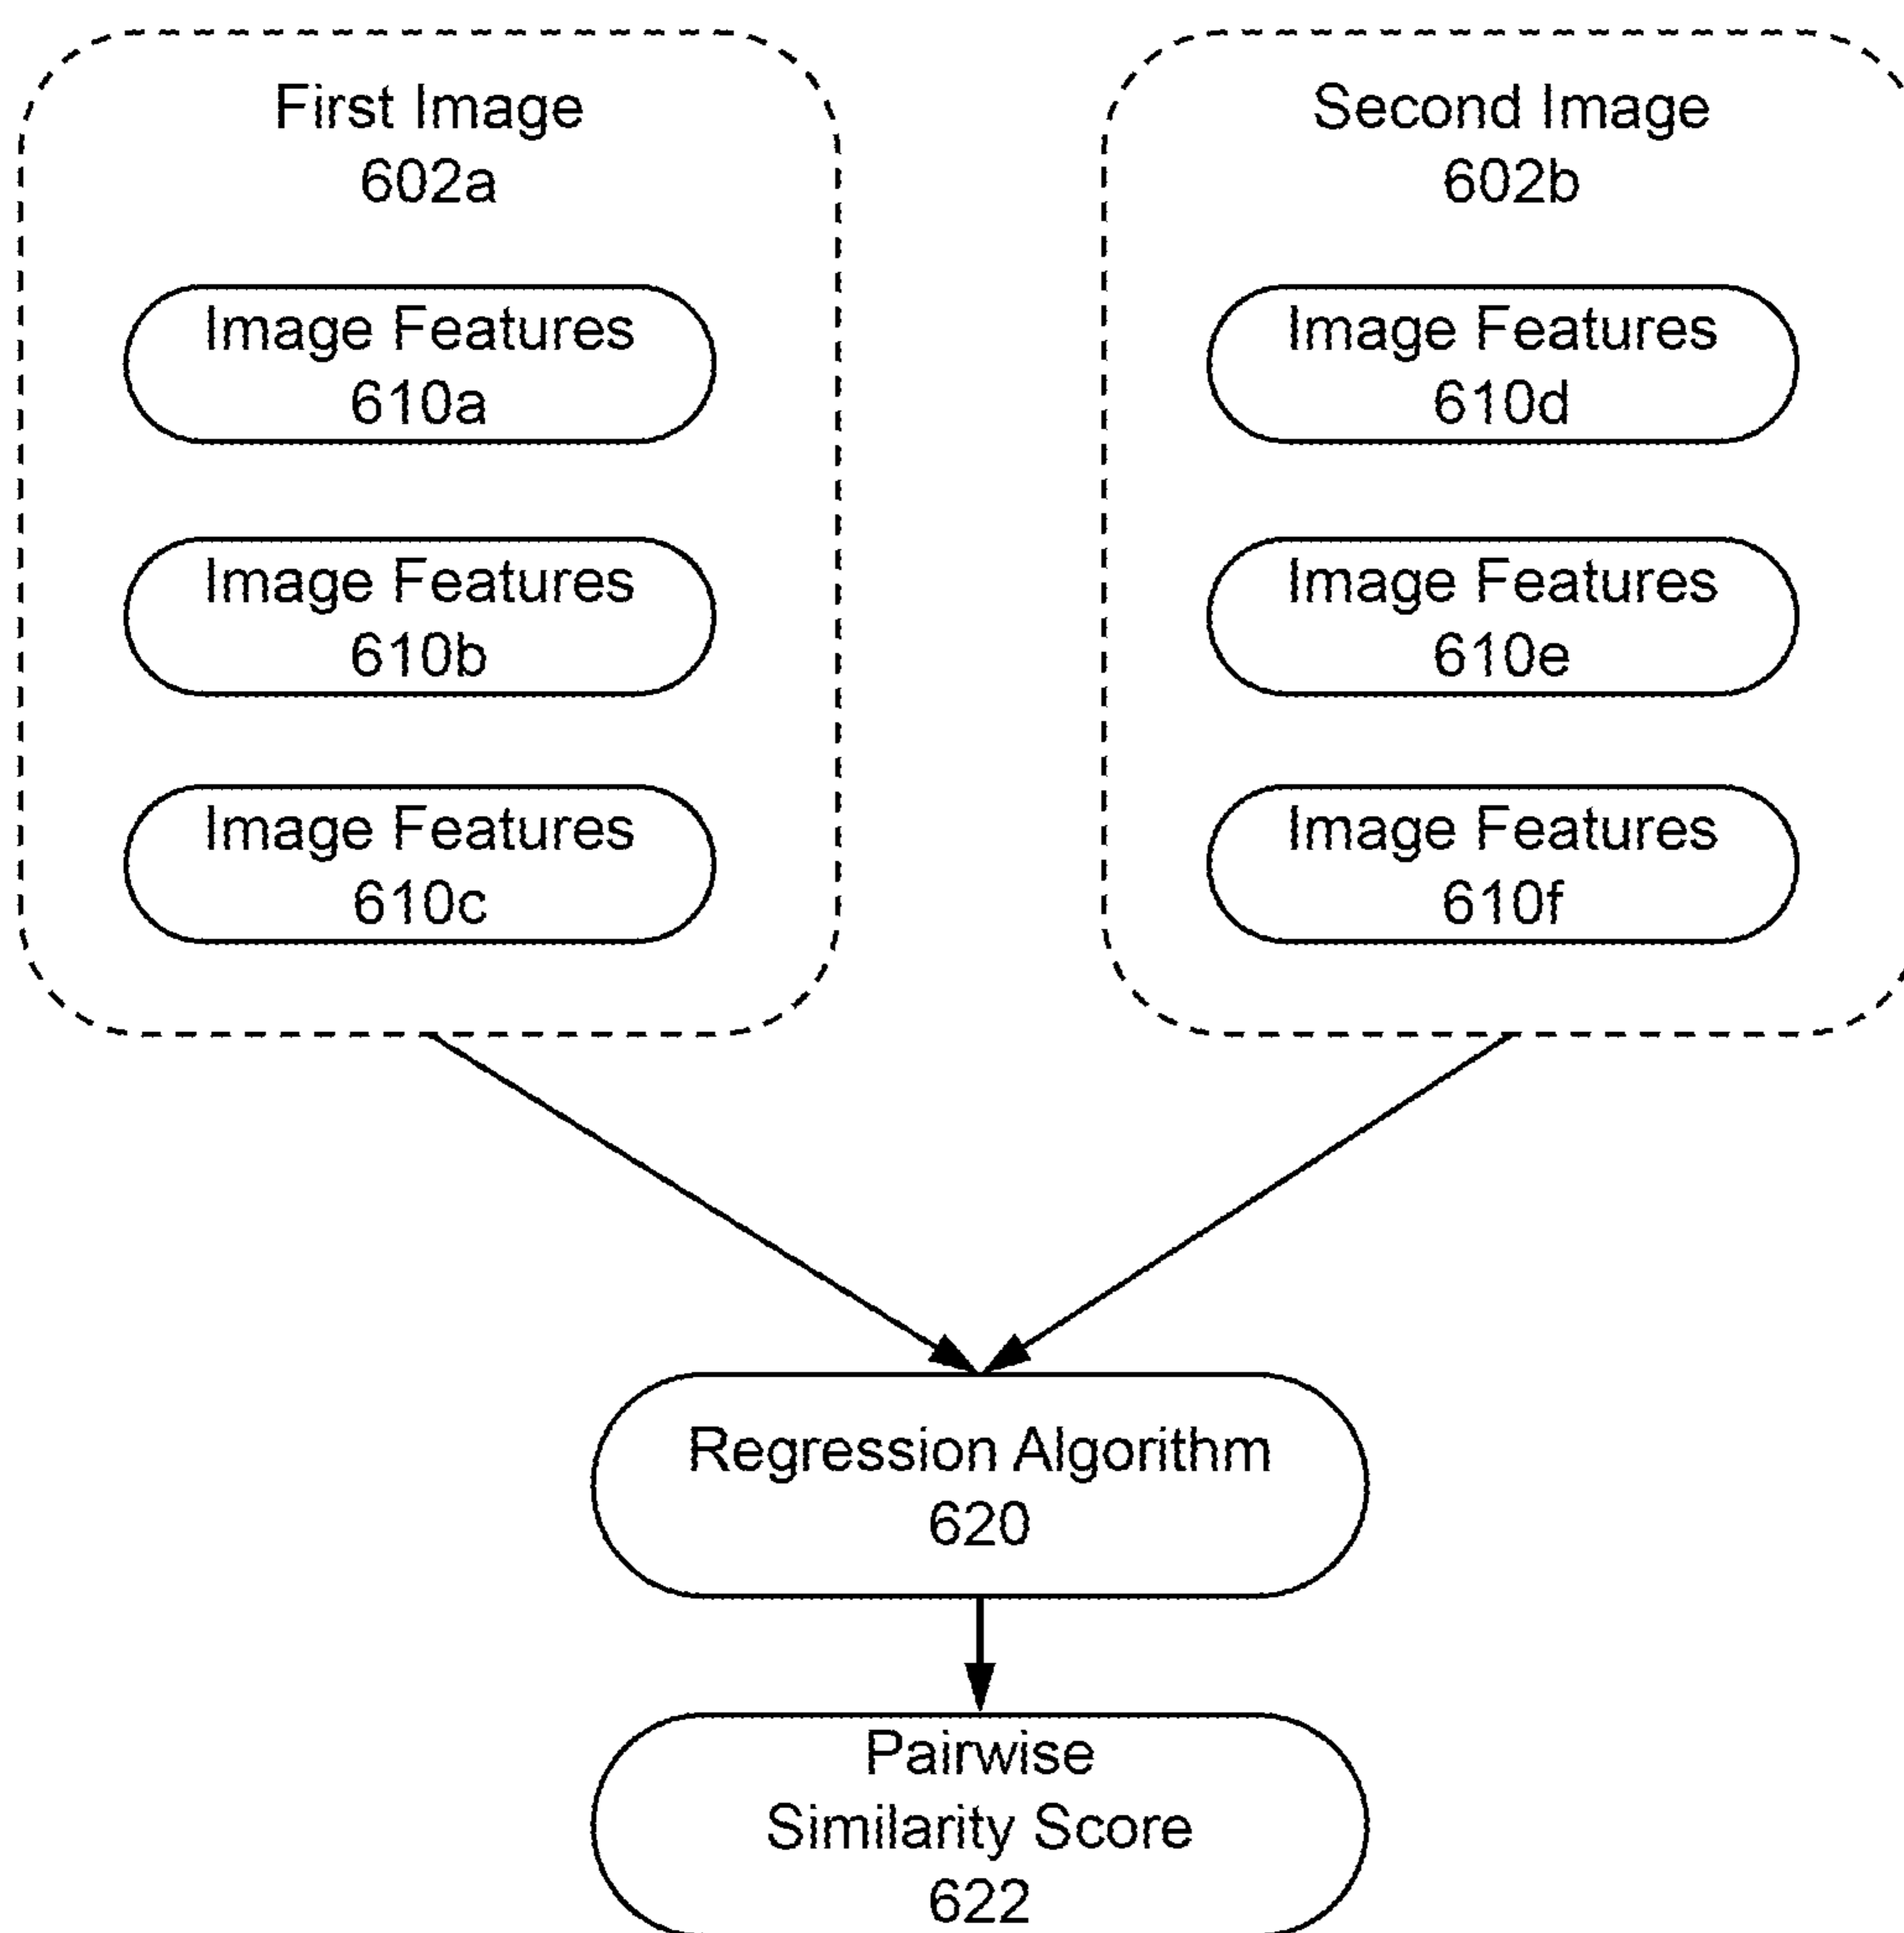 First Image
602a
Image Features
610a
Image Features
610b
Image Features
610c
Second Image
602b
Image Features
610d
Image Features
610e
Image Features
610f
Regression Algorithm
620
Pairwise
Similarity Score
622